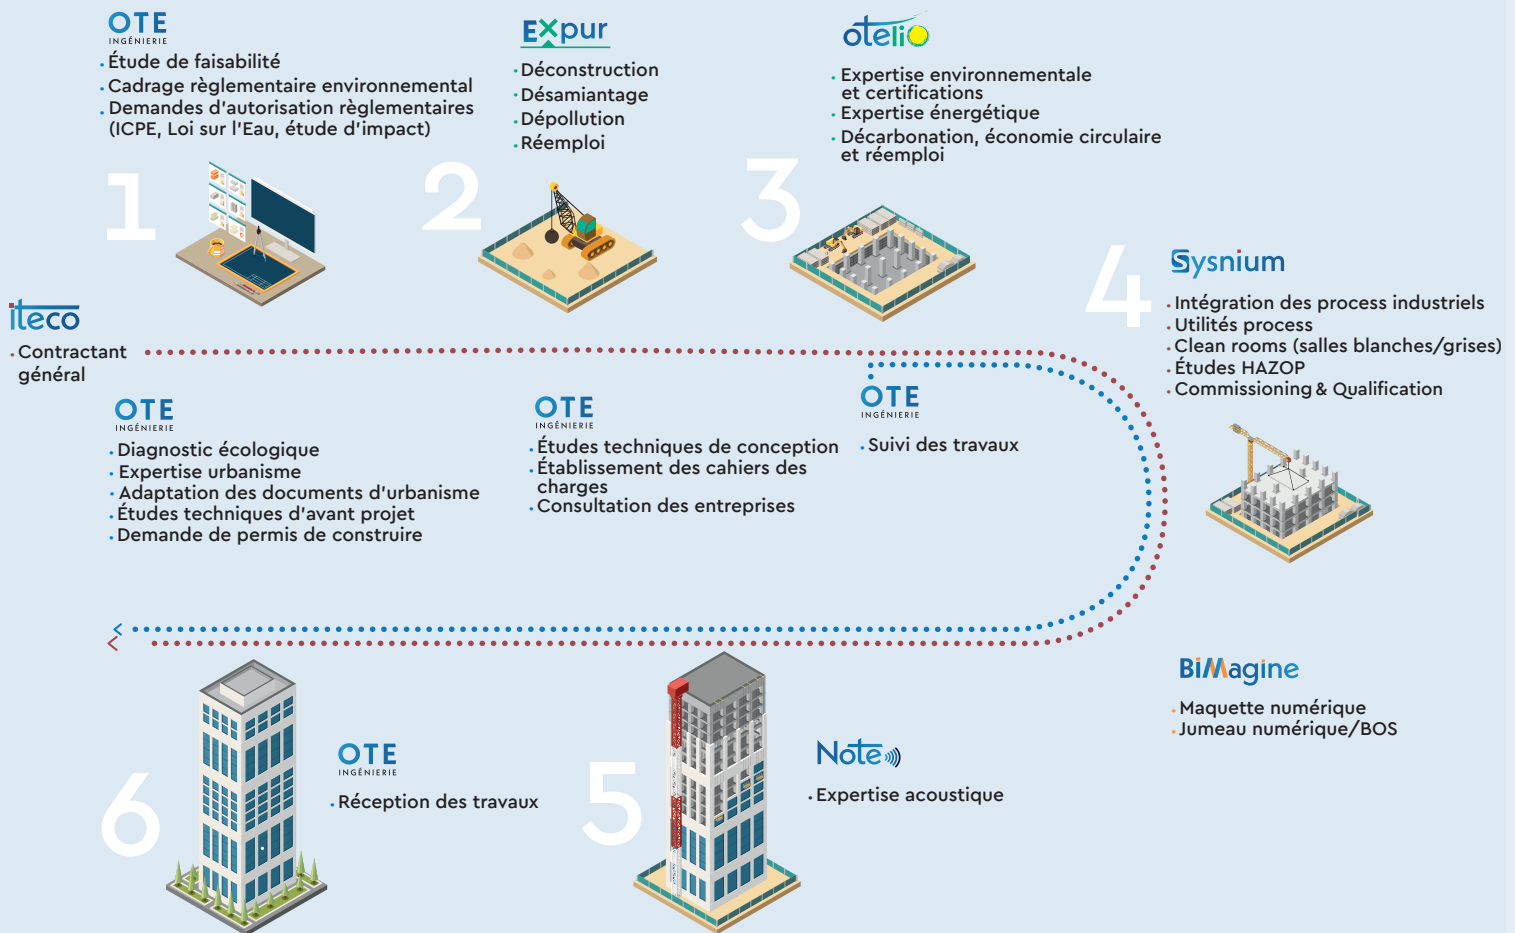 OTE
INGÉNIERIE
Étude de faisabilité
Cadrage règlementaire environnemental
Demandes d'autorisation règlementaires
(ICPE, Loi sur l'Eau, étude d'impact)
1
Expur
Déconstruction
Désamiantage
Dépollution
Réemploi
2
otelio
Expertise environnementale
et certifications
Expertise énergétique
Décarbonation, économie circulaire
et réemploi
3
4
Sysnium
Intégration des process industriels
Utilités process
Clean rooms (salles blanches/grises)
Études HAZOP
Commissioning & Qualification
iteco
Contractant
général
OTE
INGÉNIERIE
Diagnostic écologique
Expertise urbanisme
Adaptation des documents d'urbanisme
Études techniques d'avant projet
Demande de permis de construire
OTE
INGÉNIERIE
Études techniques de conception
Établissement des cahiers des
charges
Consultation des entreprises
OTE
INGÉNIERIE
Suivi des travaux
BiMagine
Maquette numérique
Jumeau numérique/BOS
Note
Expertise acoustique
5
OTE
INGÉNIERIE
Réception des travaux
6